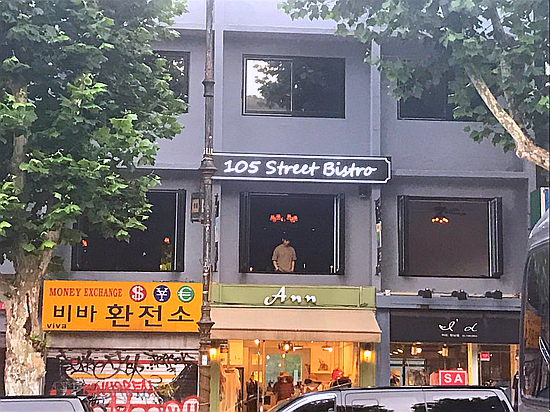 105 Street Bistro
MONEY EXCHANGE $ ¥ €
비바 환전소
viva
Ann
I'd
SA